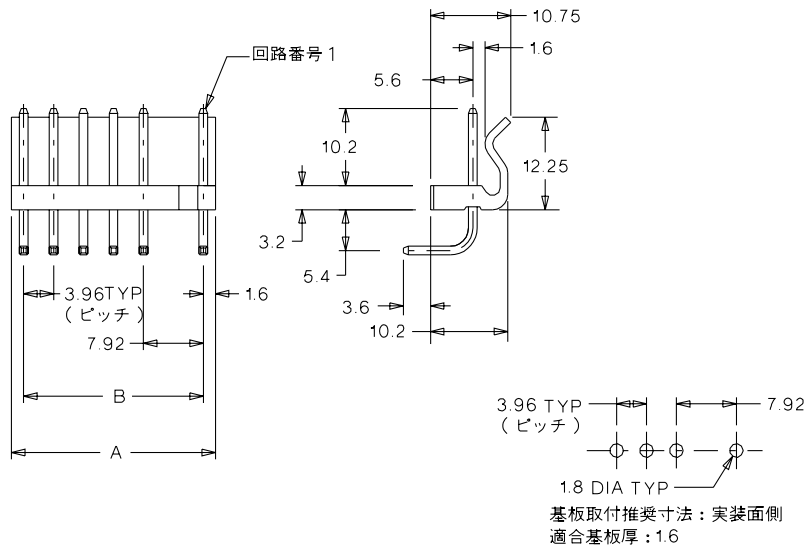 回路番号1
10.75
1.6
5.6
10.2
12.25
3.2
5.4
3.6
10.2
3.96TYP
(ピッチ)
1.6
7.92
B
A
3.96 TYP
(ピッチ)
7.92
1.8 DIA TYP
基板取付推奨寸法:実装面側
適合基板厚:1.6